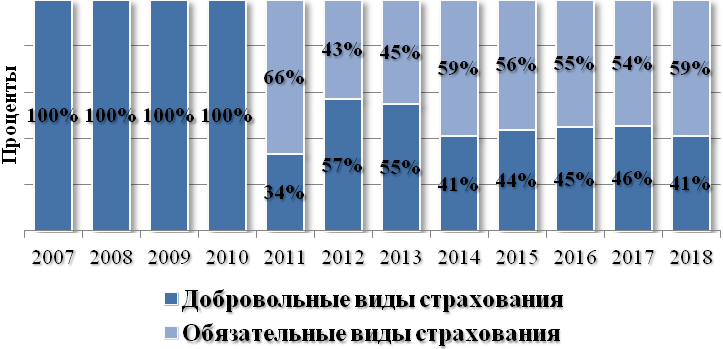 Проценты
66% 43% 45% 59% 56% 55% 54% 59%
100% 100% 100% 100% 34% 57% 55% 41% 44% 45% 46% 41%
2007 2008 2009 2010 2011 2012 2013 2014 2015 2016 2017 2018
Добровольные виды страхования
Обязательные виды страхования